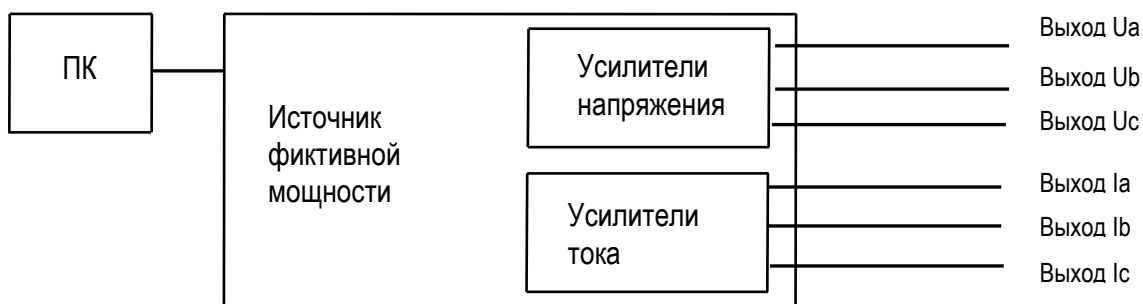 ПК
Источник
фиктивной
мощности
Усилители
напряжения
Усилители
тока
Выход Ua
Выход Ub
Выход Uc
Выход Ia
Выход Ib
Выход Ic